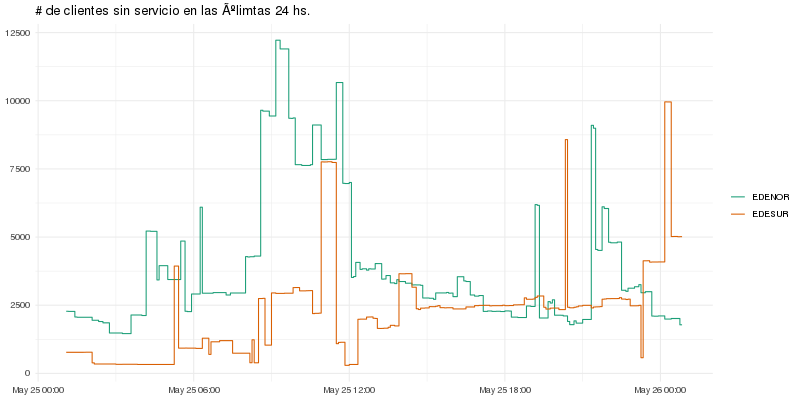 # de clientes sin servicio en las Ãºlimtas 24 hs.
12500
10000
7500
5000
2500
0
May 25 00:00
May 25 06:00
May 25 12:00
May 25 18:00
May 26 00:00
EDENOR
EDESUR